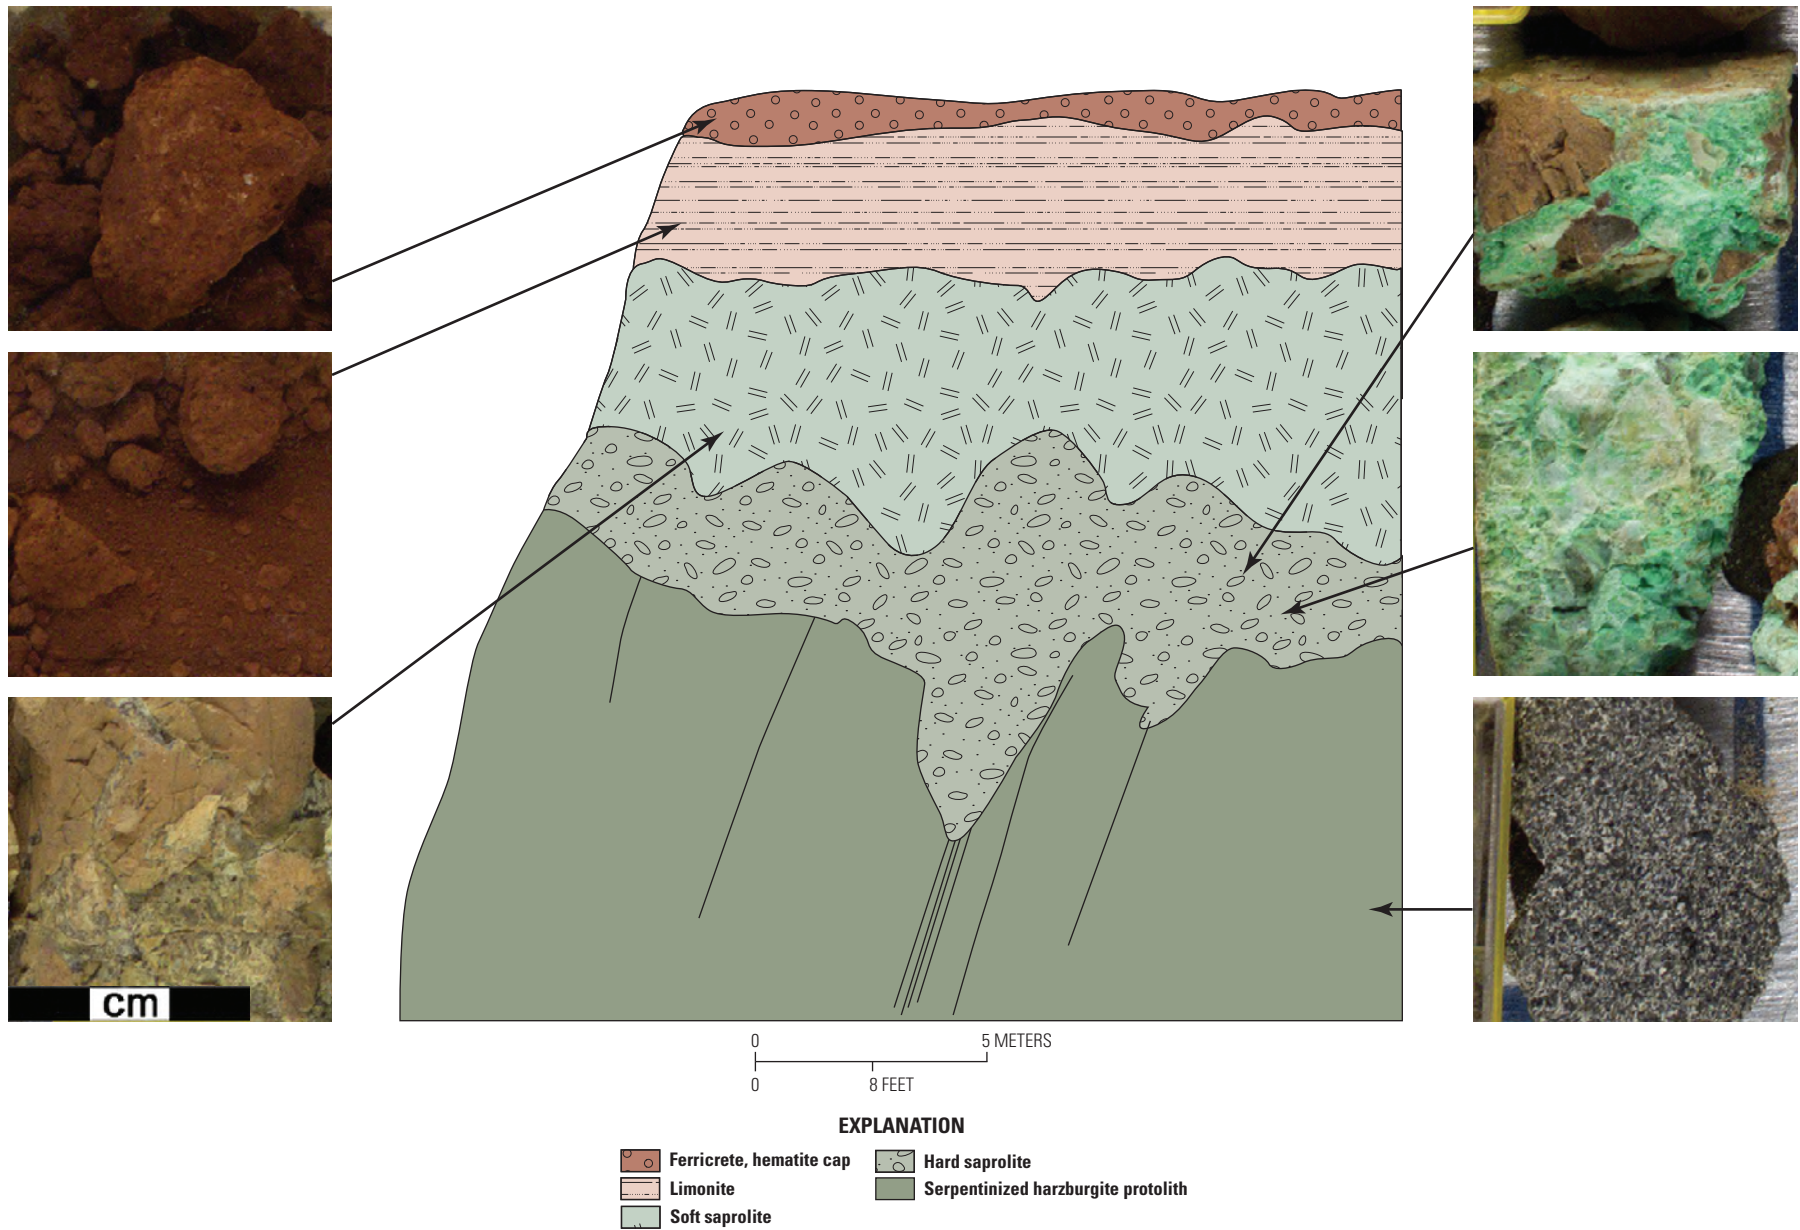 cm
0 5 METERS
0 8 FEET
EXPLANATION
Ferricrete, hematite cap
Limonite
Soft saprolite
Hard saprolite
Serpentinized harzburgite protolith